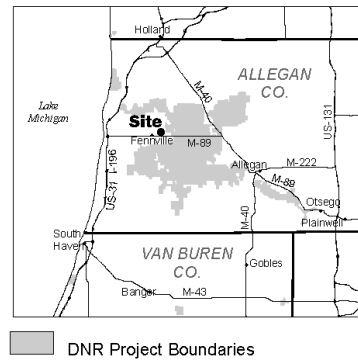 Holland
ALLEGAN
CO.
M-40
US-131
Lake
Michigan
Site
Fennville
M-89
I-196
US-31
Allegan
M-222
M-89
Otsego
Plainwell
M-40
South
Haven
VAN BUREN
CO.
Gobles
Bangor
M-43
DNR Project Boundaries